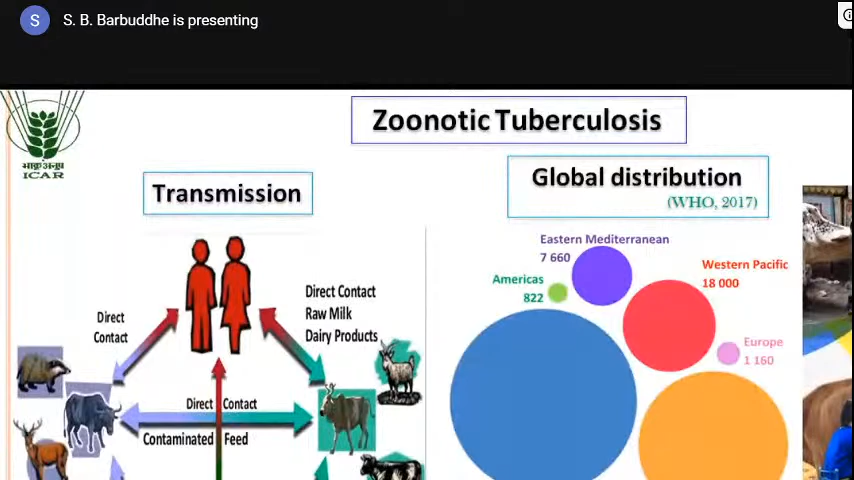 S
S. B. Barbuddhe is presenting
ICAR
Zoonotic Tuberculosis
Transmission
Global distribution
(WHO, 2017)
Direct
Contact
Direct Contact
Raw Milk
Dairy Products
Direct Contact
Contaminated Feed
Eastern Mediterranean
7 660
Americas
822
Western Pacific
18 000
Europe
1 160